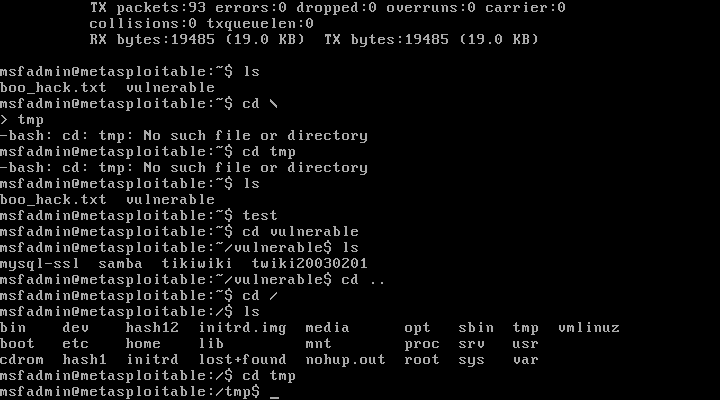 TX packets:93 errors:0 dropped:0 overruns:0 carrier:0
collisions:0 txqueuelen:0
RX bytes:19485 (19.0 KB)  TX bytes:19485 (19.0 KB)
msfadmin@metasploitable:~$ ls
boo_hack.txt  vulnerable
msfadmin@metasploitable:~$ cd \
> tmp
-bash: cd: tmp: No such file or directory
msfadmin@metasploitable:~$ cd tmp
-bash: cd: tmp: No such file or directory
msfadmin@metasploitable:~$ ls
boo_hack.txt  vulnerable
msfadmin@metasploitable:~$ test
msfadmin@metasploitable:~$ cd vulnerable
msfadmin@metasploitable:~/vulnerable$ ls
mysql-ssl  samba  tikiwiki  twiki20030201
msfadmin@metasploitable:~/vulnerable$ cd ..
msfadmin@metasploitable:~$ cd /
msfadmin@metasploitable:/$ ls
bin    dev    hash12  initrd.img  media      opt   sbin  tmp  vmlinuz
boot   etc    home    lib         mnt        proc  srv   usr
cdrom  hash1  initrd  lost+found  nohup.out  root  sys   var
msfadmin@metasploitable:/$ cd tmp
msfadmin@metasploitable:/tmp$ _